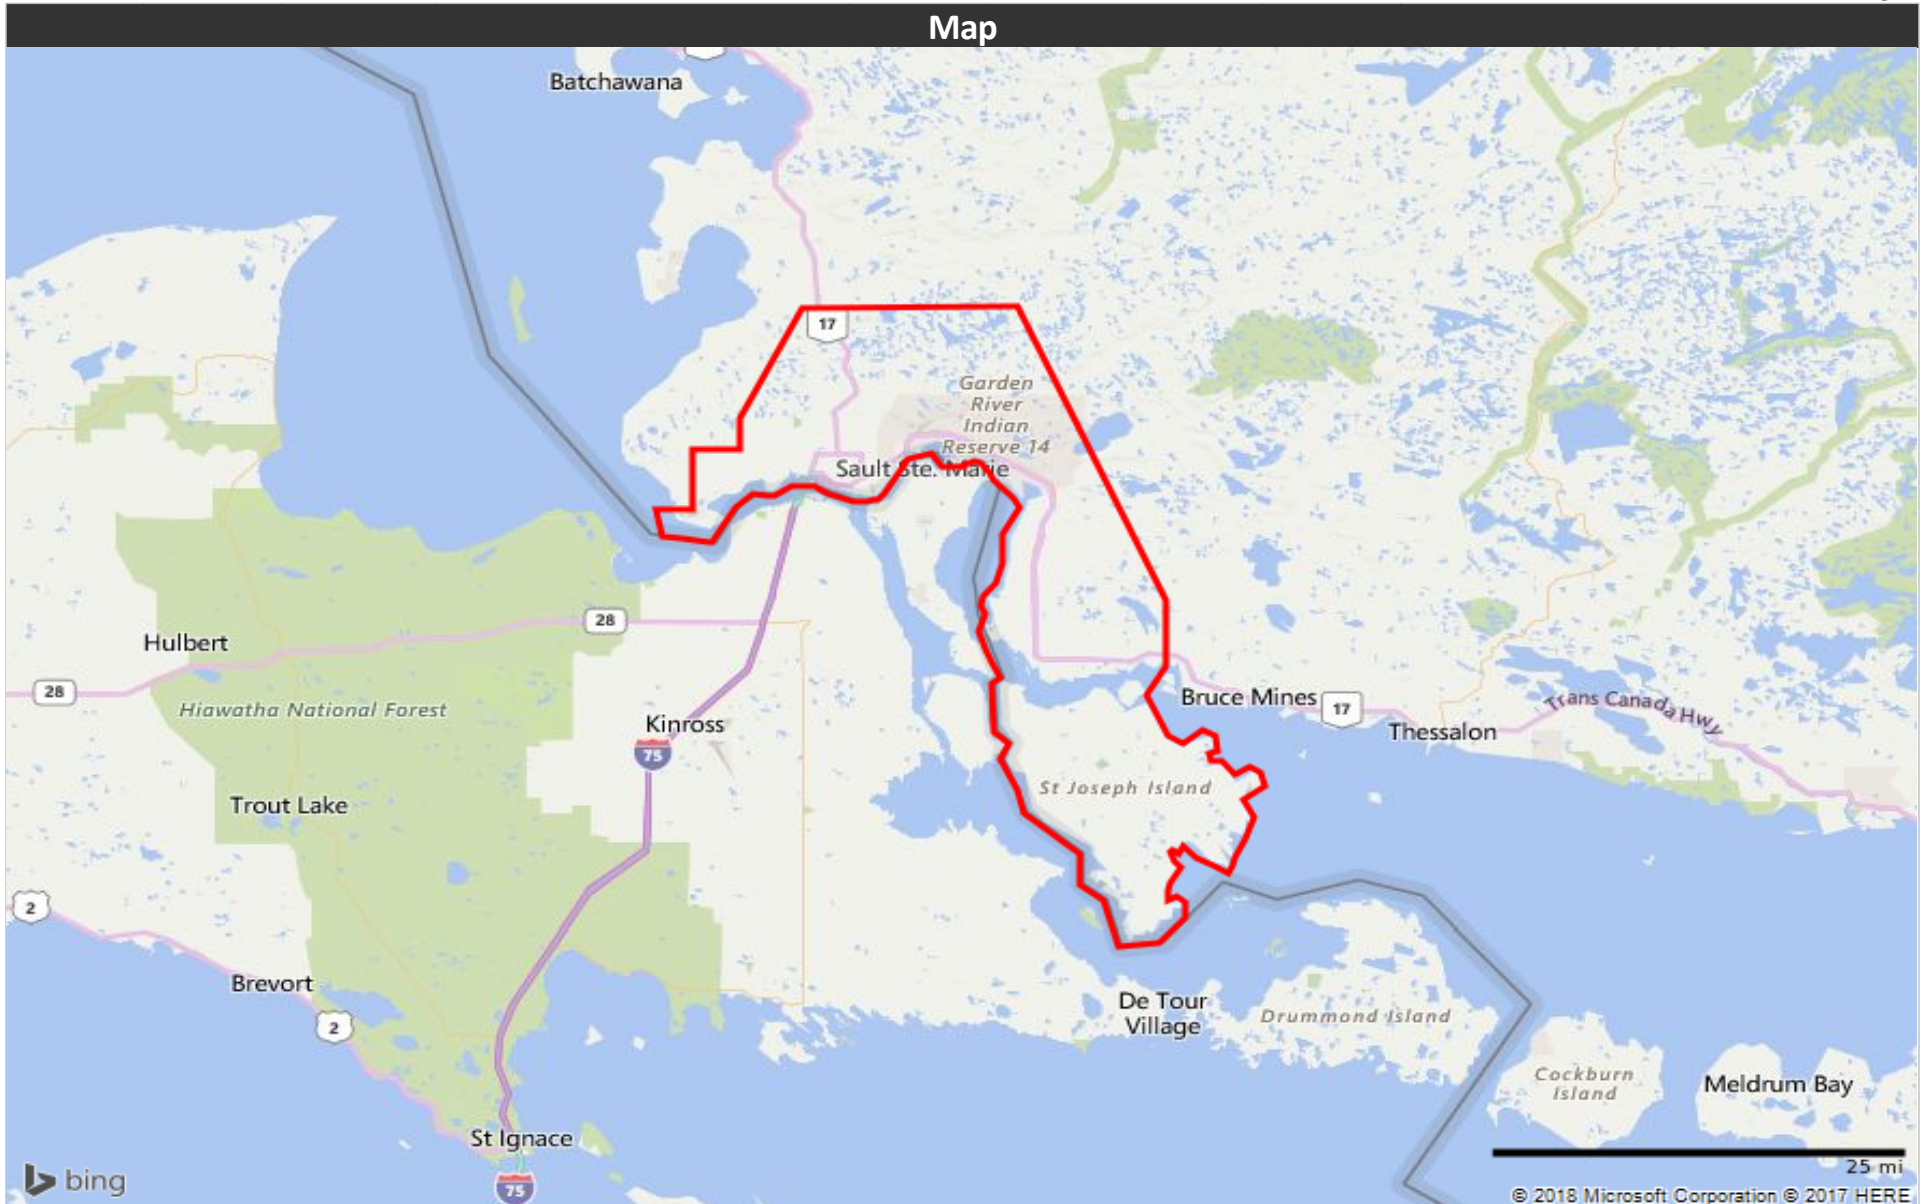 Map
Batchawana
17
Garden
River
Indian
Reserve 14
Sault Ste. Marie
28
Hulbert
28
Hiawatha National Forest
Kinross
75
Bruce Mines
17
Trans Canada Hwy
Thessalon
St Joseph Island
Trout Lake
2
Brevort
2
De Tour
Village
Drummond Island
Cockburn
Island
Meldrum Bay
St Ignace
75
25 mi
bing
© 2018 Microsoft Corporation © 2017 HERE